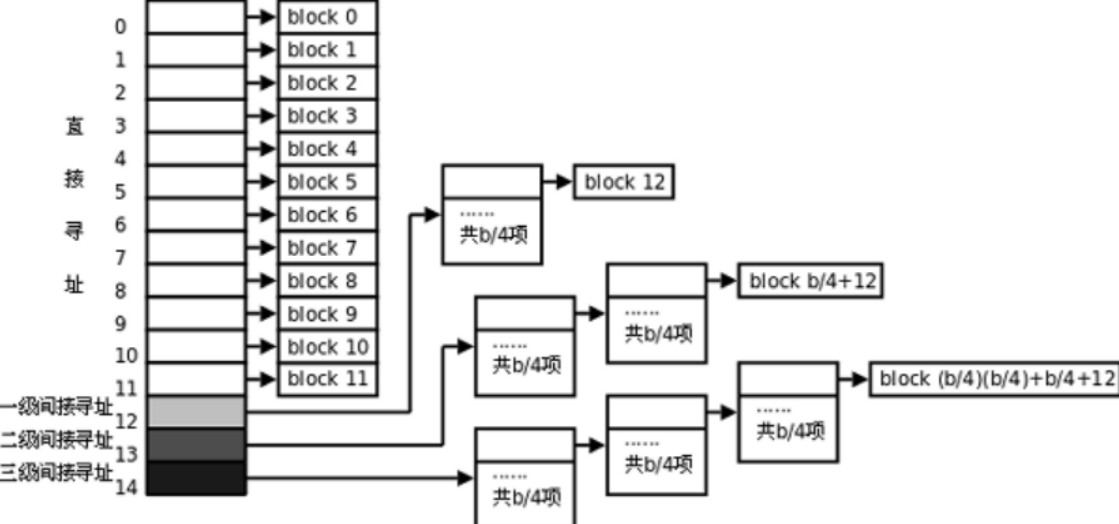 直接寻址
0
1
2
3
4
5
6
7
8
9
10
11
一级间接寻址 12
二级间接寻址 13
三级间接寻址 14
block 0
block 1
block 2
block 3
block 4
block 5
block 6
block 7
block 8
block 9
block 10
block 11
......
共b/4项
block 12
......
共b/4项
......
共b/4项
block b/4+12
......
共b/4项
......
共b/4项
......
共b/4项
block (b/4)(b/4)+b/4+12